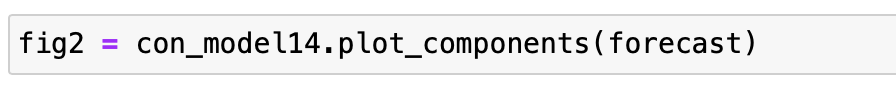 fig2 = con_model14.plot_components(forecast)